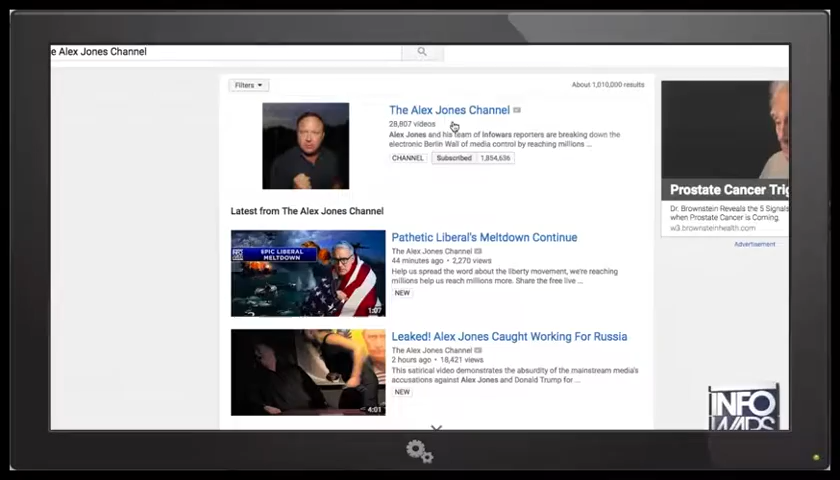 e Alex Jones Channel
Filters
About 1,010,000 results
The Alex Jones Channel
28,807 videos
Alex Jones and his team of Infowars reporters are breaking down the
electronic Berlin Wall of media control by reaching millions ...
CHANNEL Subscribed 1,854,636
Latest from The Alex Jones Channel
EPIC LIBERAL
MELTDOWN
1:07
Pathetic Liberal's Meltdown Continue
The Alex Jones Channel
44 minutes ago • 2,270 views
Help us spread the word about the liberty movement, we're reaching
millions help us reach millions more. Share the free live ...
NEW
4:01
Leaked! Alex Jones Caught Working For Russia
The Alex Jones Channel
2 hours ago • 18,421 views
This satirical video demonstrates the absurdity of the mainstream media's
accusations against Alex Jones and Donald Trump for ...
NEW
Prostate Cancer Trig
Dr. Brownstein Reveals the 5 Signals
when Prostate Cancer is Coming.
w3.brownsteinhealth.com
Advertisement
INFO
WARS